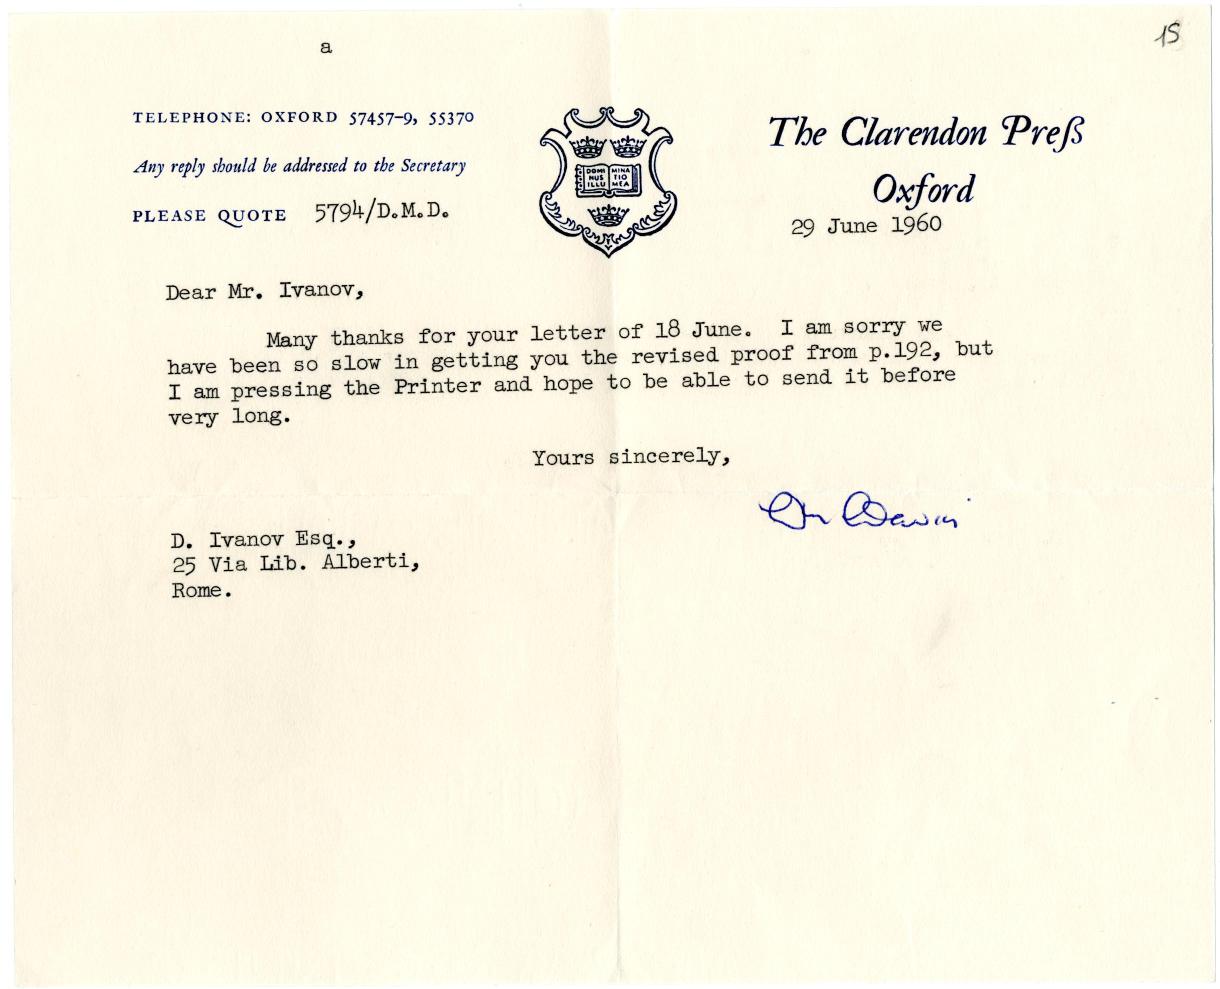 a
15
TELEPHONE: OXFORD 57457–9, 55370
Any reply should be addressed to the Secretary
PLEASE QUOTE 5794/D.M.D.
DOMI MINA
NUS TIO
ILLU MEA
The Clarendon Preſs
Oxford
29 June 1960
Dear Mr. Ivanov,
Many thanks for your letter of 18 June. I am sorry we
have been so slow in getting you the revised proof from p.192, but
I am pressing the Printer and hope to be able to send it before
very long.
Yours sincerely,
D. Ivanov Esq.,
25 Via Lib. Alberti,
Rome.